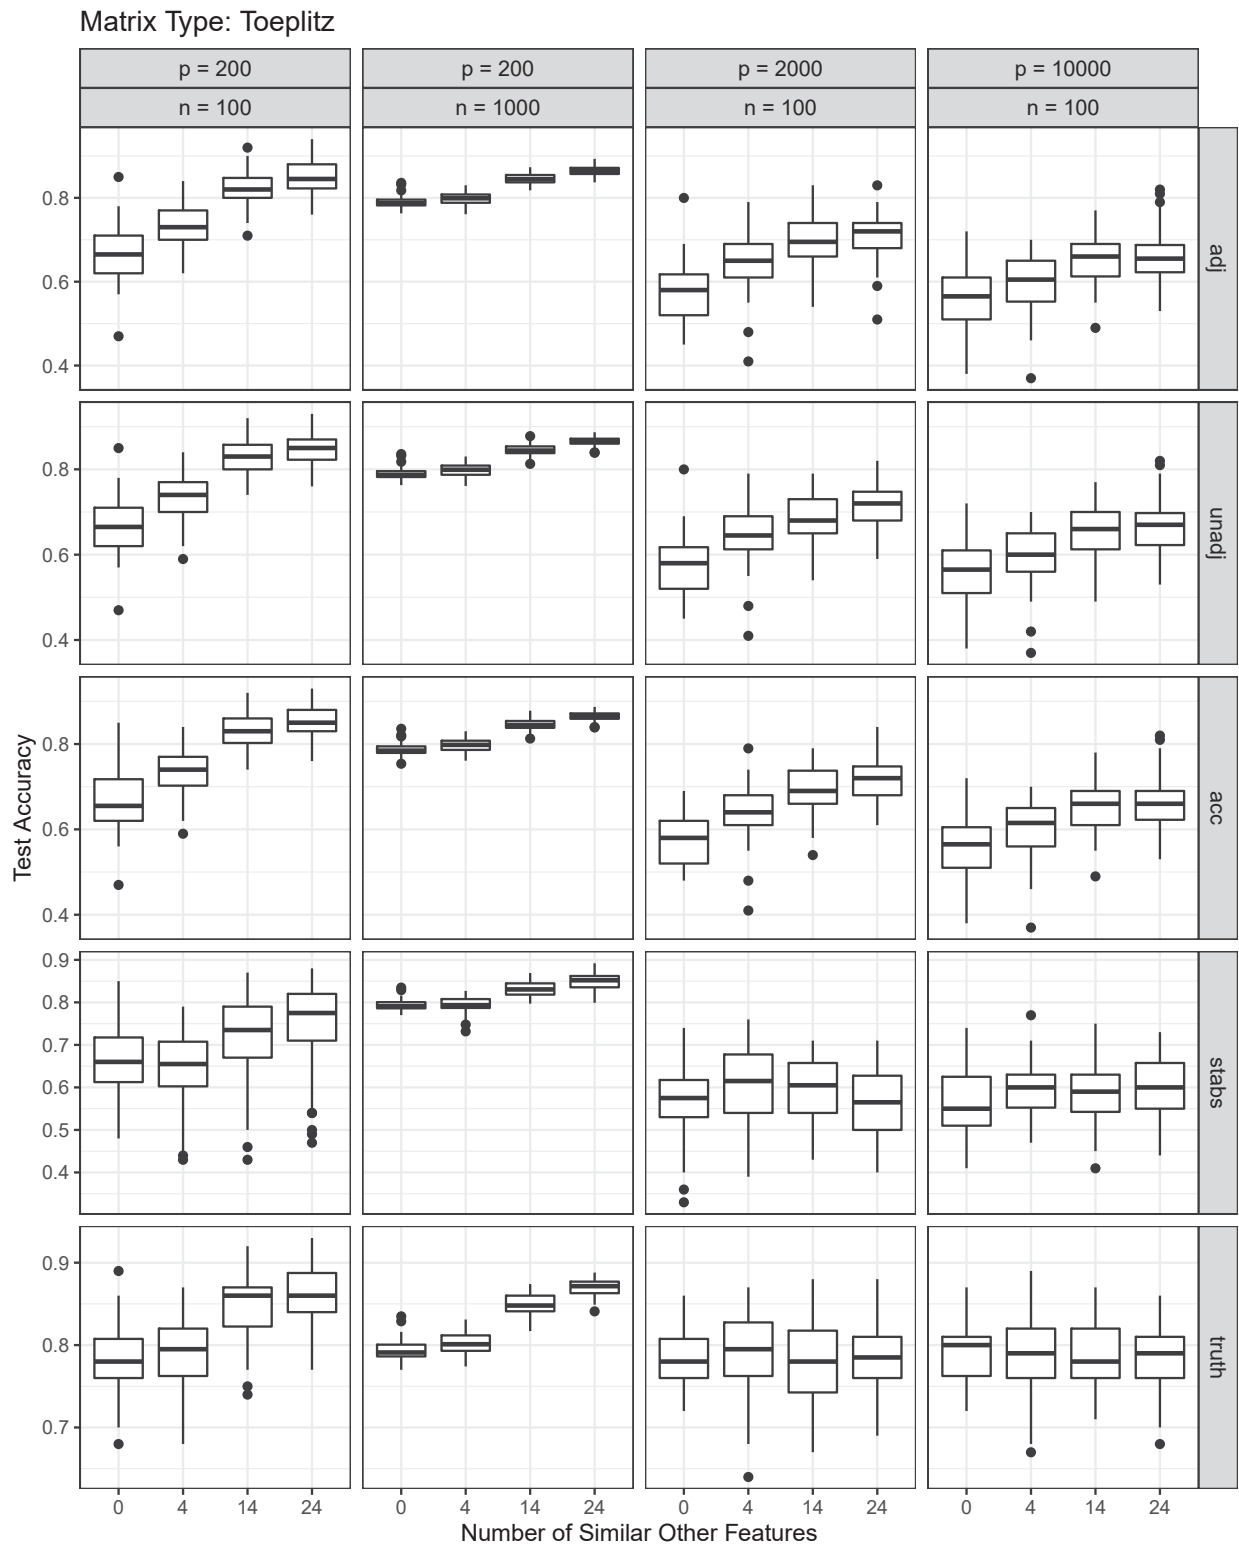 Matrix Type: Toeplitz
p = 200 p = 200 p = 2000 p = 10000
n = 100 n = 1000 n = 100 n = 100
0.8
0.6
0.4
adj
0.8
0.6
0.4
unadj
0.8
0.6
0.4
acc
Test Accuracy
0.9
0.8
0.7
0.6
0.5
0.4
stabs
0.9
0.8
0.7
truth
0 4 14 24 0 4 14 24 0 4 14 24 0 4 14 24
Number of Similar Other Features